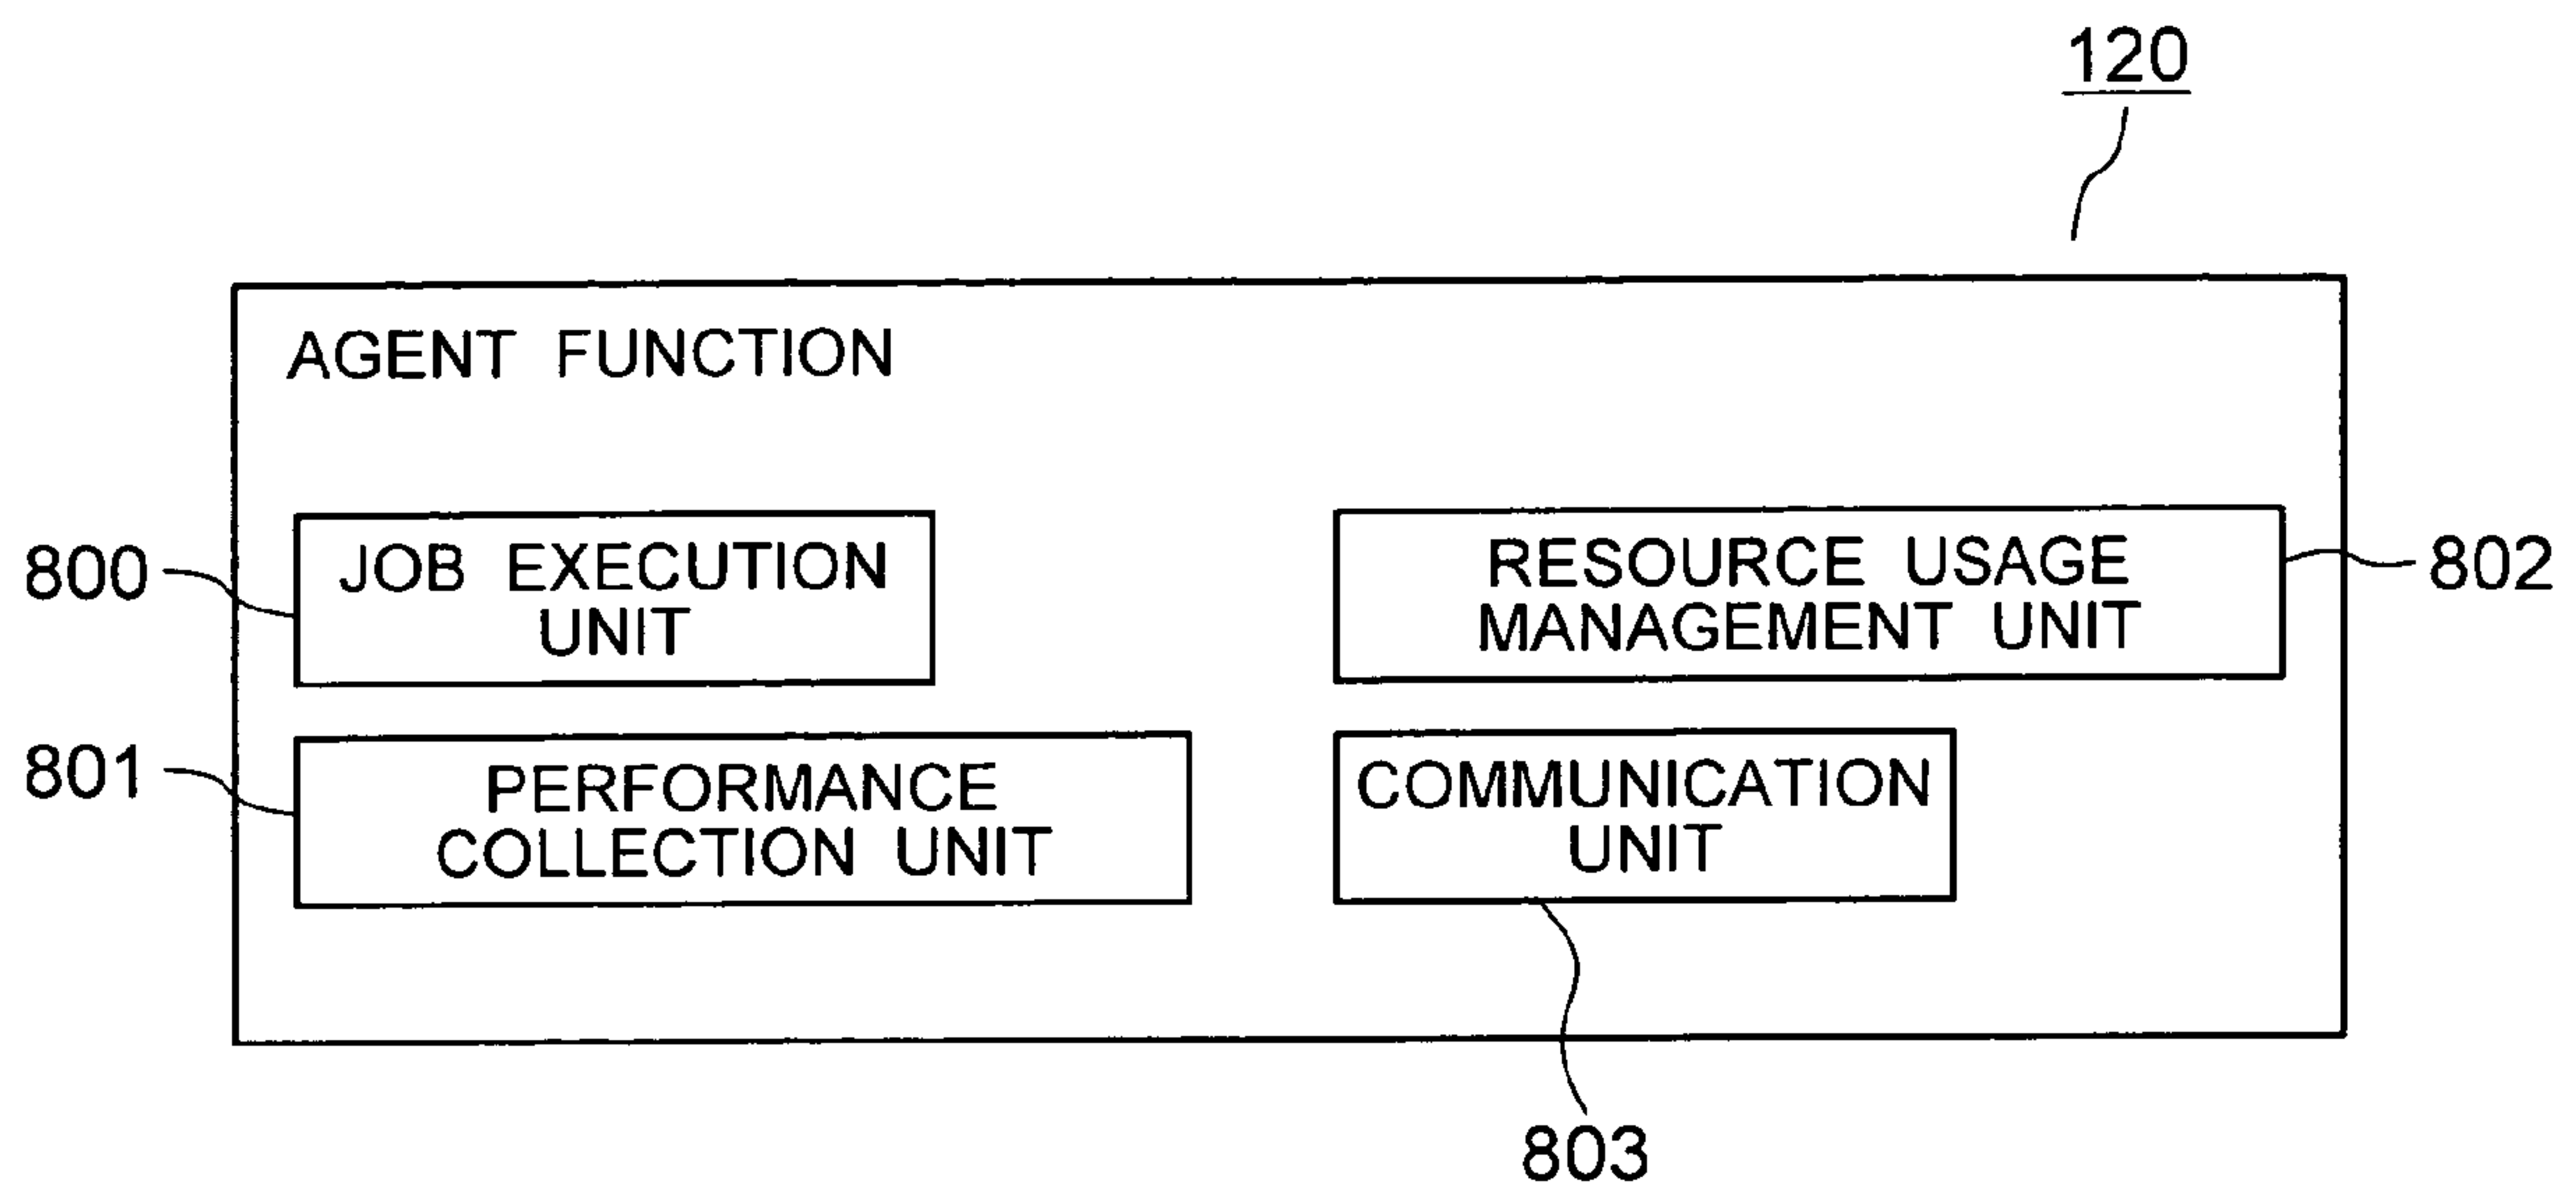 120
AGENT FUNCTION
800
JOB EXECUTION
UNIT
RESOURCE USAGE
MANAGEMENT UNIT
802
801
PERFORMANCE
COLLECTION UNIT
COMMUNICATION
UNIT
803